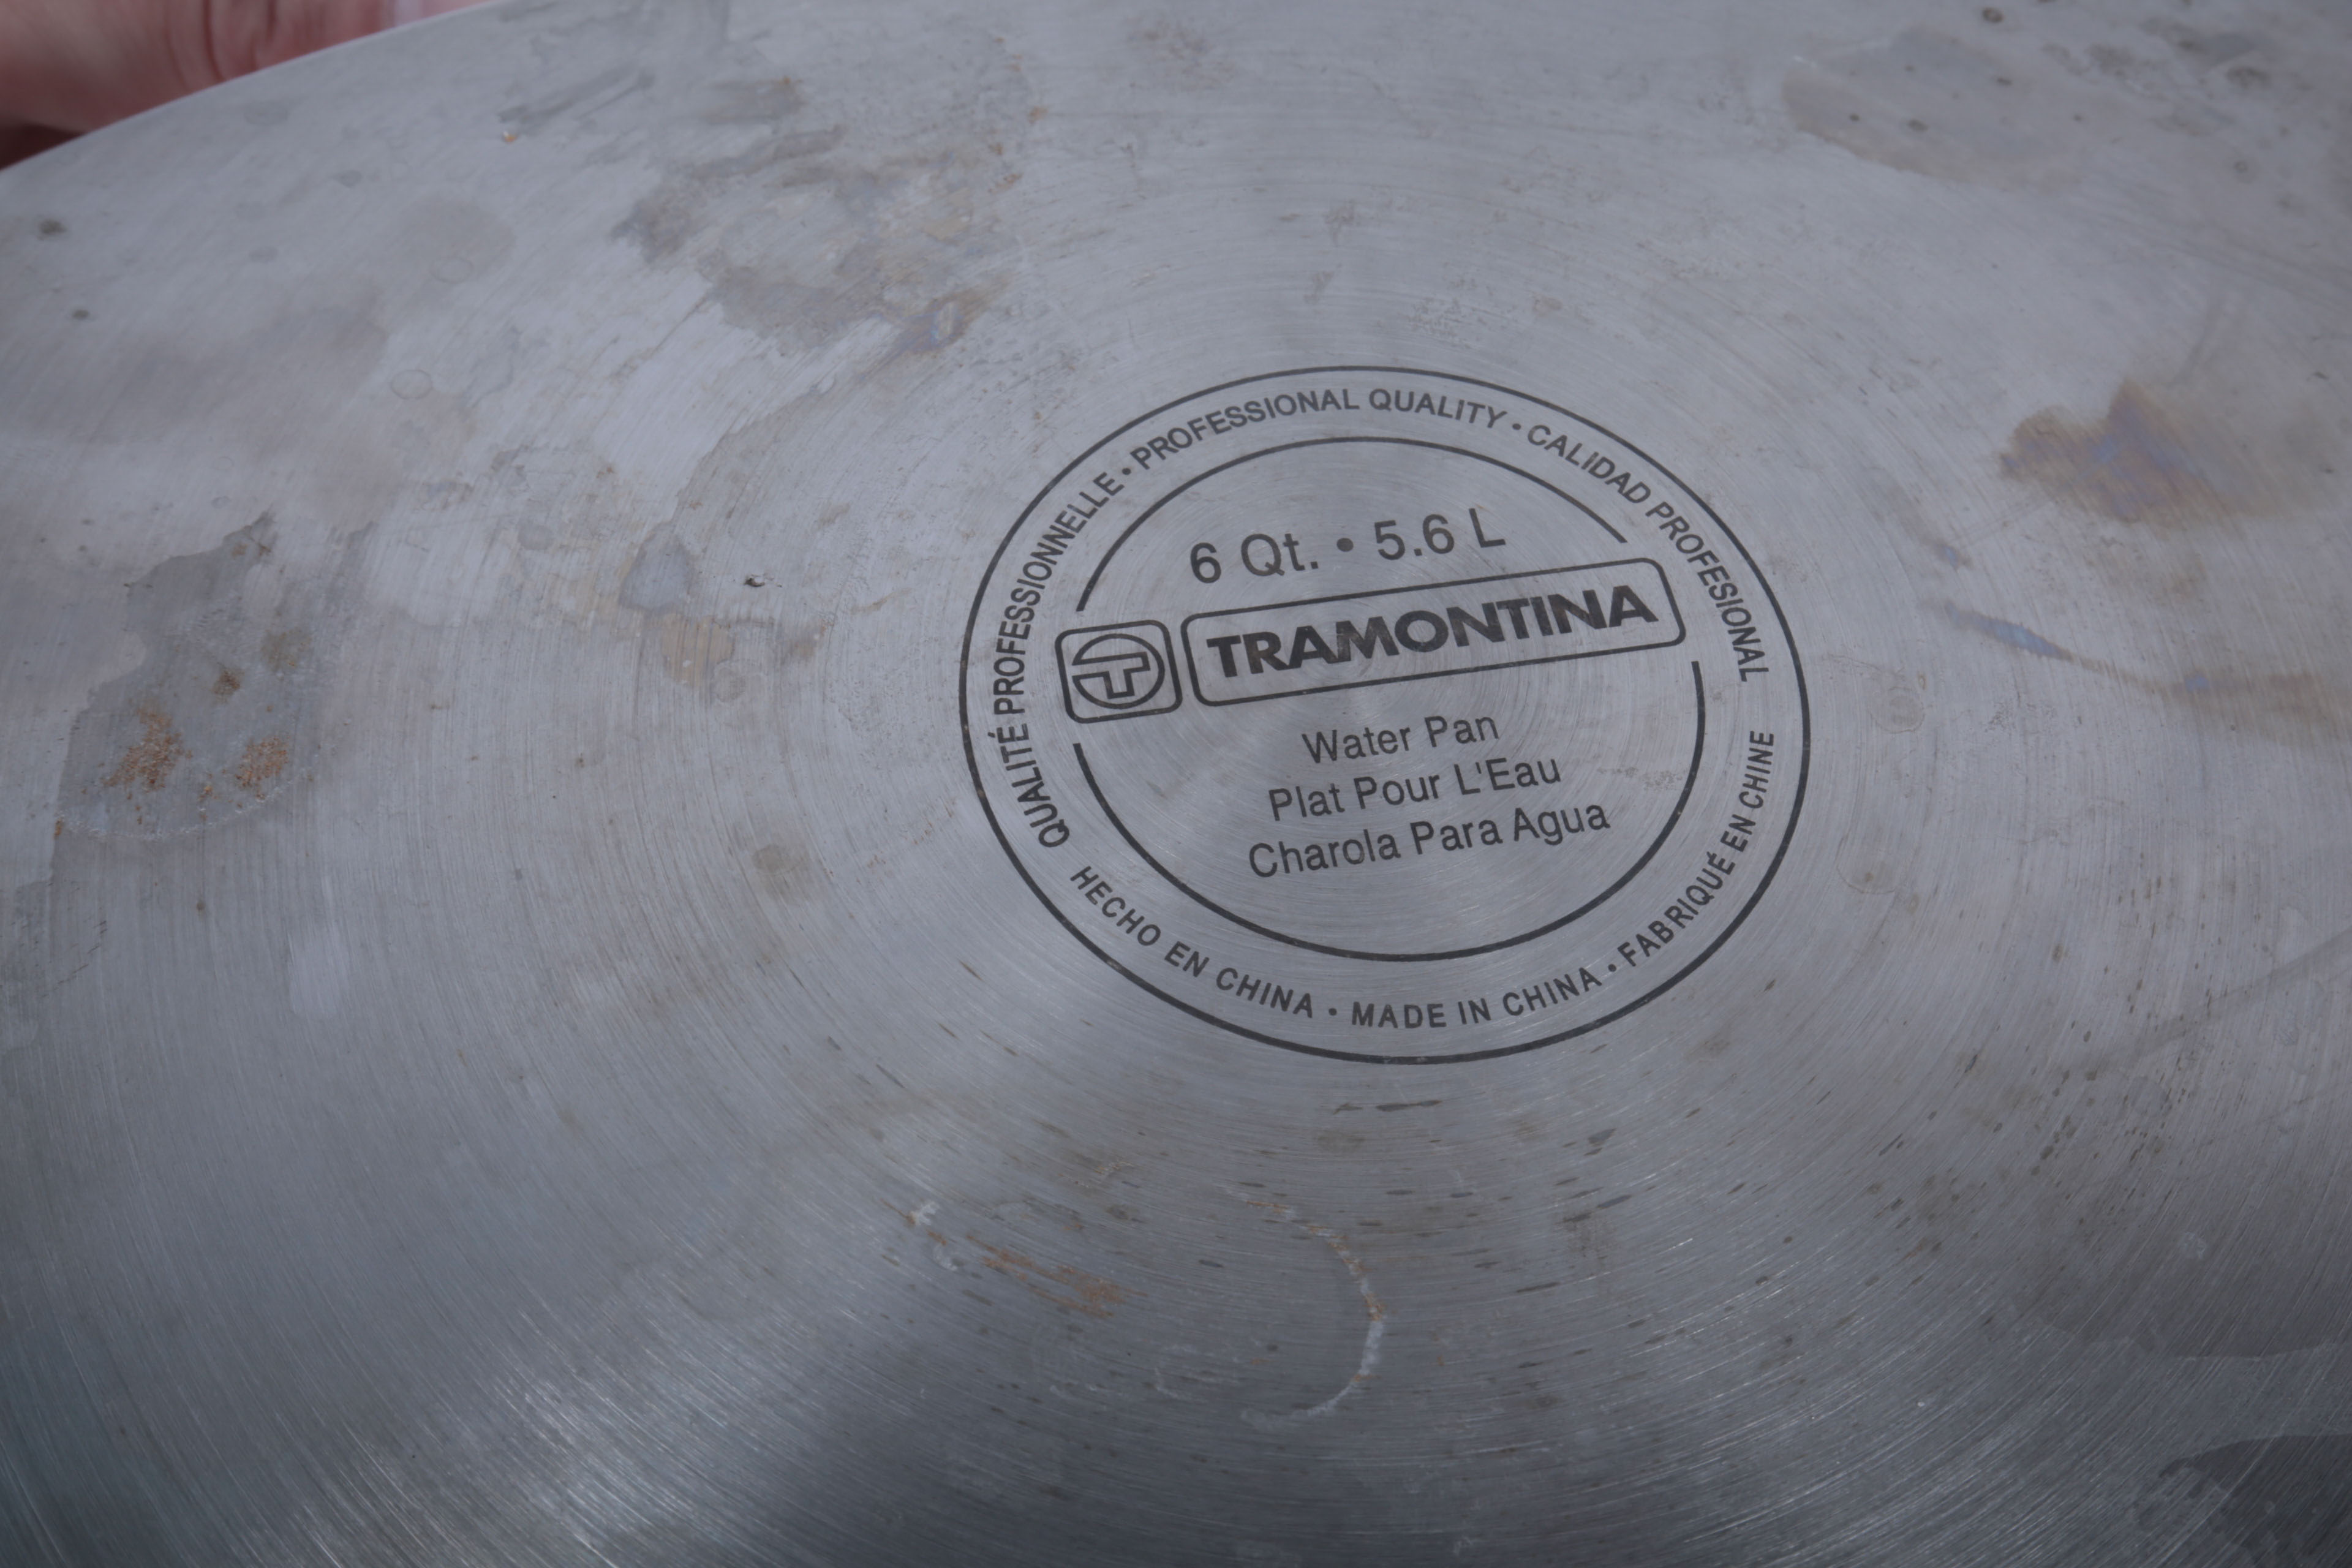 QUALITÉ PROFESSIONNELLE • PROFESSIONAL QUALITY • CALIDAD PROFESIONAL
6 Qt. • 5.6 L
TRAMONTINA
Water Pan
Plat Pour L'Eau
Charola Para Agua
HECHO EN CHINA • MADE IN CHINA • FABRIQUÉ EN CHINE